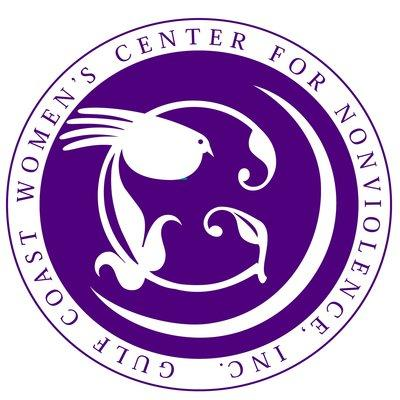 GULF COAST WOMEN'S CENTER FOR NONVIOLENCE, INC.